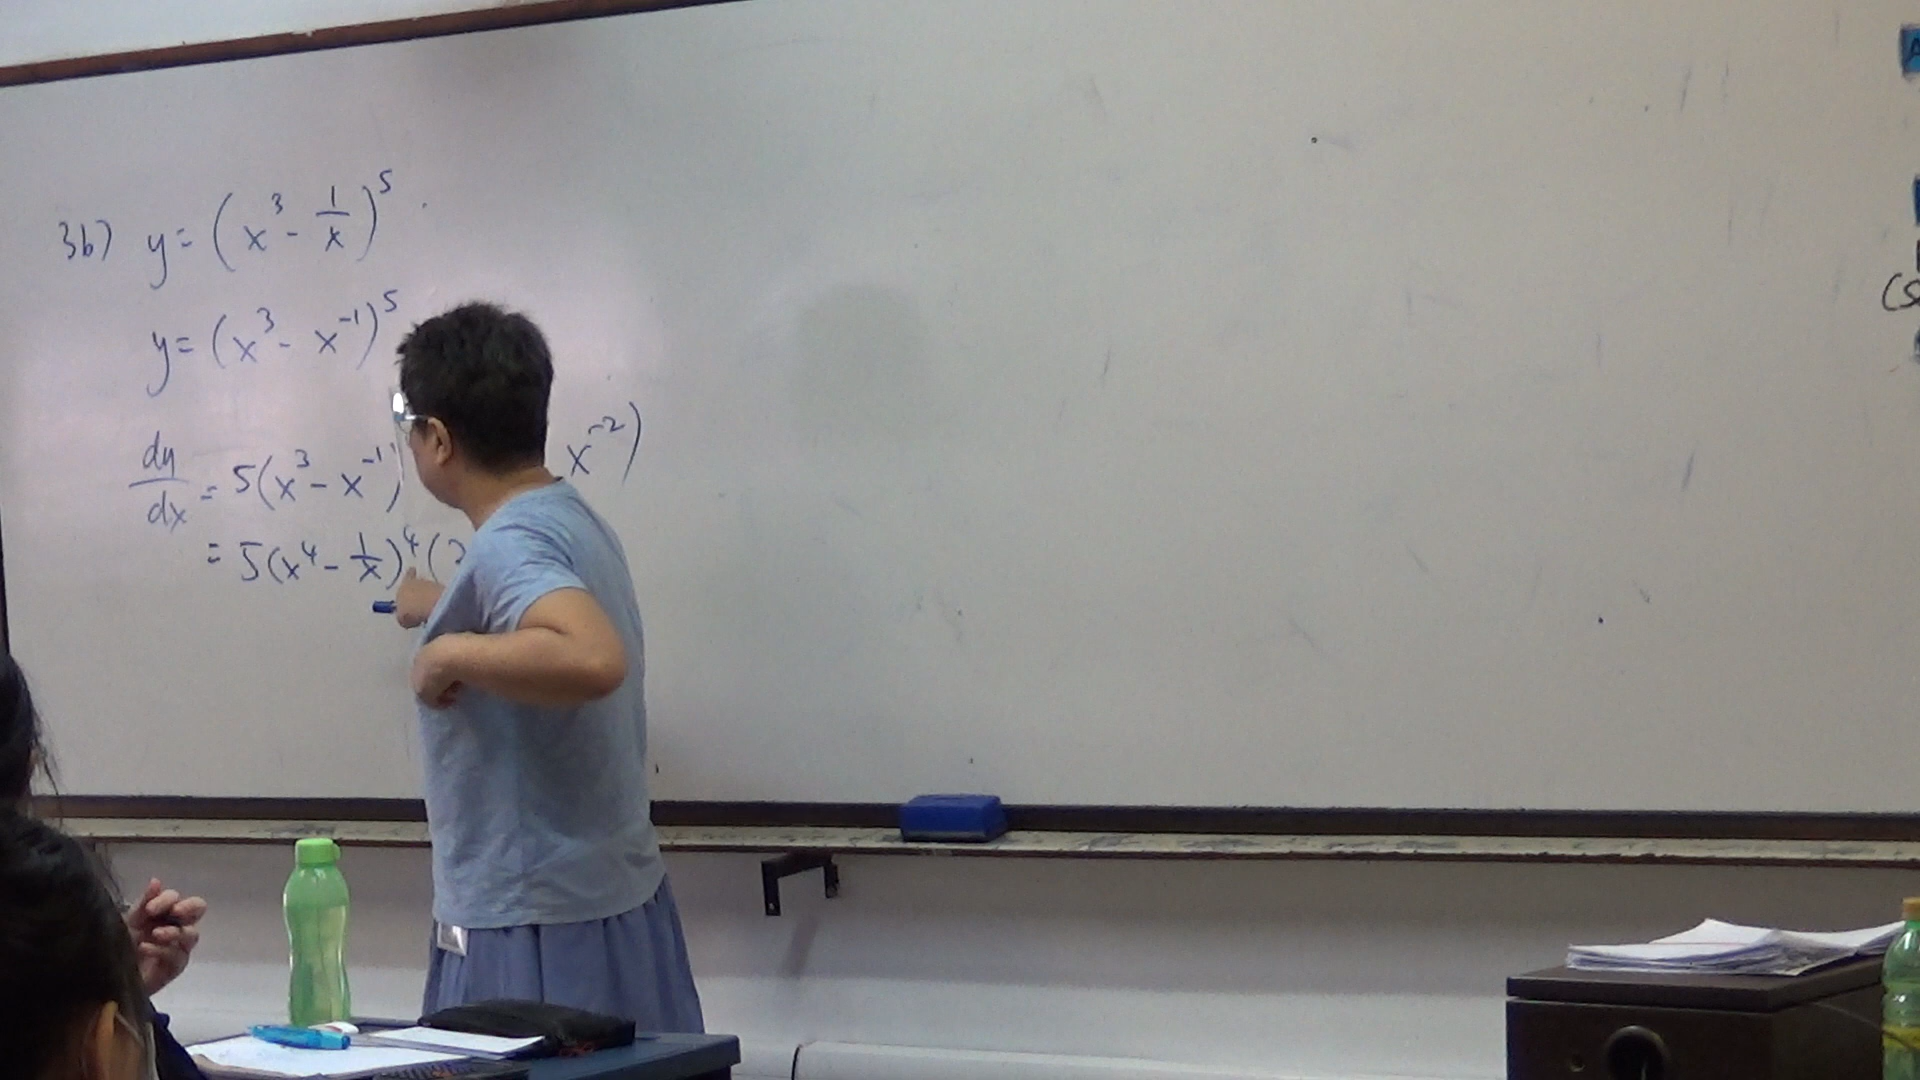 3b) y = (x³ - 1/x)⁵
y = (x³ - x⁻¹)⁵
dy/dx = 5(x³ - x⁻¹) x⁻²)
= 5(x⁴ - 1/x)⁴ (